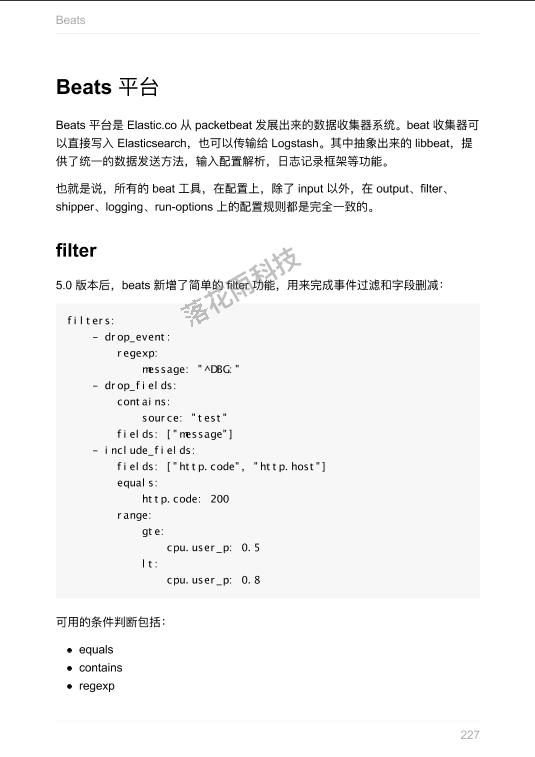 Beats
Beats 平台
Beats 平台是 Elastic.co 从 packetbeat 发展出来的数据收集器系统。beat 收集器可
以直接写入 Elasticsearch，也可以传输给 Logstash。其中抽象出来的 libbeat，提
供了统一的数据发送方法，输入配置解析，日志记录框架等功能。
也就是说，所有的 beat 工具，在配置上，除了 input 以外，在 output、filter、
shipper、logging、run-options 上的配置规则都是完全一致的。
filter
5.0 版本后，beats 新增了简单的 filter 功能，用来完成事件过滤和字段删减：
落花雨科技
filters:
    - drop_event:
        regexp:
            message: "^DBG:"
    - drop_fields:
        contains:
            source: "test"
        fields: ["message"]
    - include_fields:
        fields: ["http.code", "http.host"]
        equals:
            http.code: 200
        range:
            gte:
                cpu.user_p: 0.5
            lt:
                cpu.user_p: 0.8
可用的条件判断包括：
● equals
● contains
● regexp
227